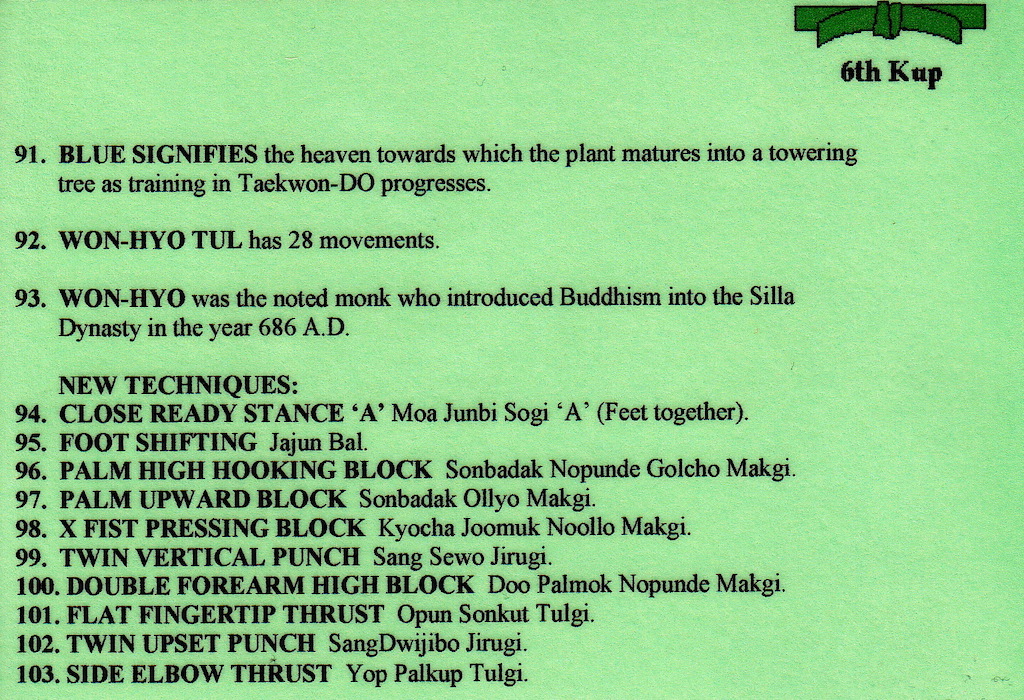 6th Kup
91. BLUE SIGNIFIES the heaven towards which the plant matures into a towering
tree as training in Taekwon-DO progresses.
92. WON-HYO TUL has 28 movements.
93. WON-HYO was the noted monk who introduced Buddhism into the Silla
Dynasty in the year 686 A.D.
NEW TECHNIQUES:
94. CLOSE READY STANCE ‘A’ Moa Junbi Sogi ‘A’ (Feet together).
95. FOOT SHIFTING Jajun Bal.
96. PALM HIGH HOOKING BLOCK Sonbadak Nopunde Golcho Makgi.
97. PALM UPWARD BLOCK Sonbadak Ollyo Makgi.
98. X FIST PRESSING BLOCK Kyocha Joomuk Noollo Makgi.
99. TWIN VERTICAL PUNCH Sang Sewo Jirugi.
100. DOUBLE FOREARM HIGH BLOCK Doo Palmok Nopunde Makgi.
101. FLAT FINGERTIP THRUST Opun Sonkut Tulgi.
102. TWIN UPSET PUNCH SangDwijibo Jirugi.
103. SIDE ELBOW THRUST Yop Palkup Tulgi.